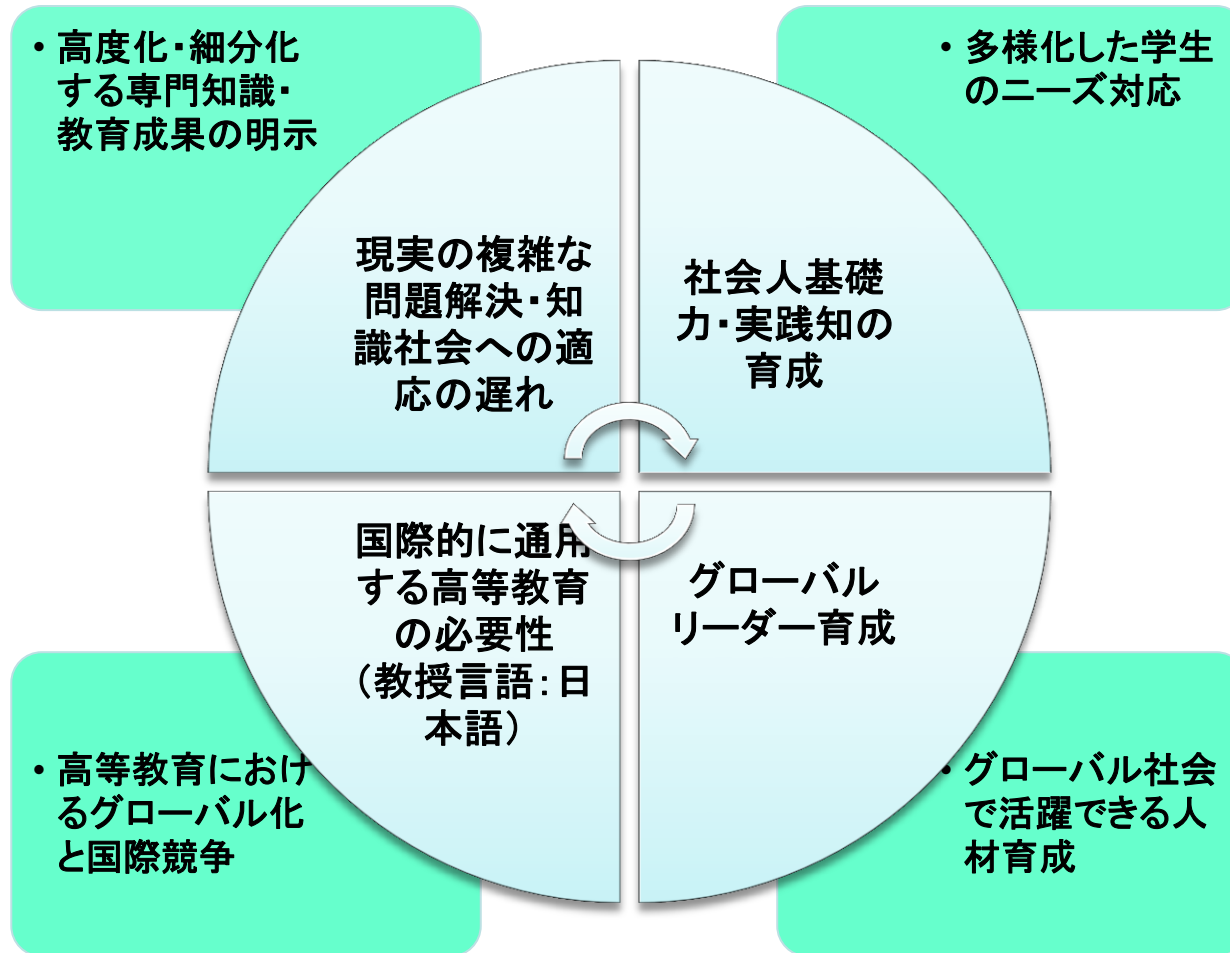 ・高度化・細分化
する専門知識・
教育成果の明示
・多様化した学生
のニーズ対応
現実の複雑な
問題解決・知
識社会への適
応の遅れ
社会人基礎
力・実践知の
育成
国際的に通用
する高等教育
の必要性
（教授言語：日
本語）
グローバル
リーダー育成
・高等教育におけ
るグローバル化
と国際競争
・グローバル社会
で活躍できる人
材育成